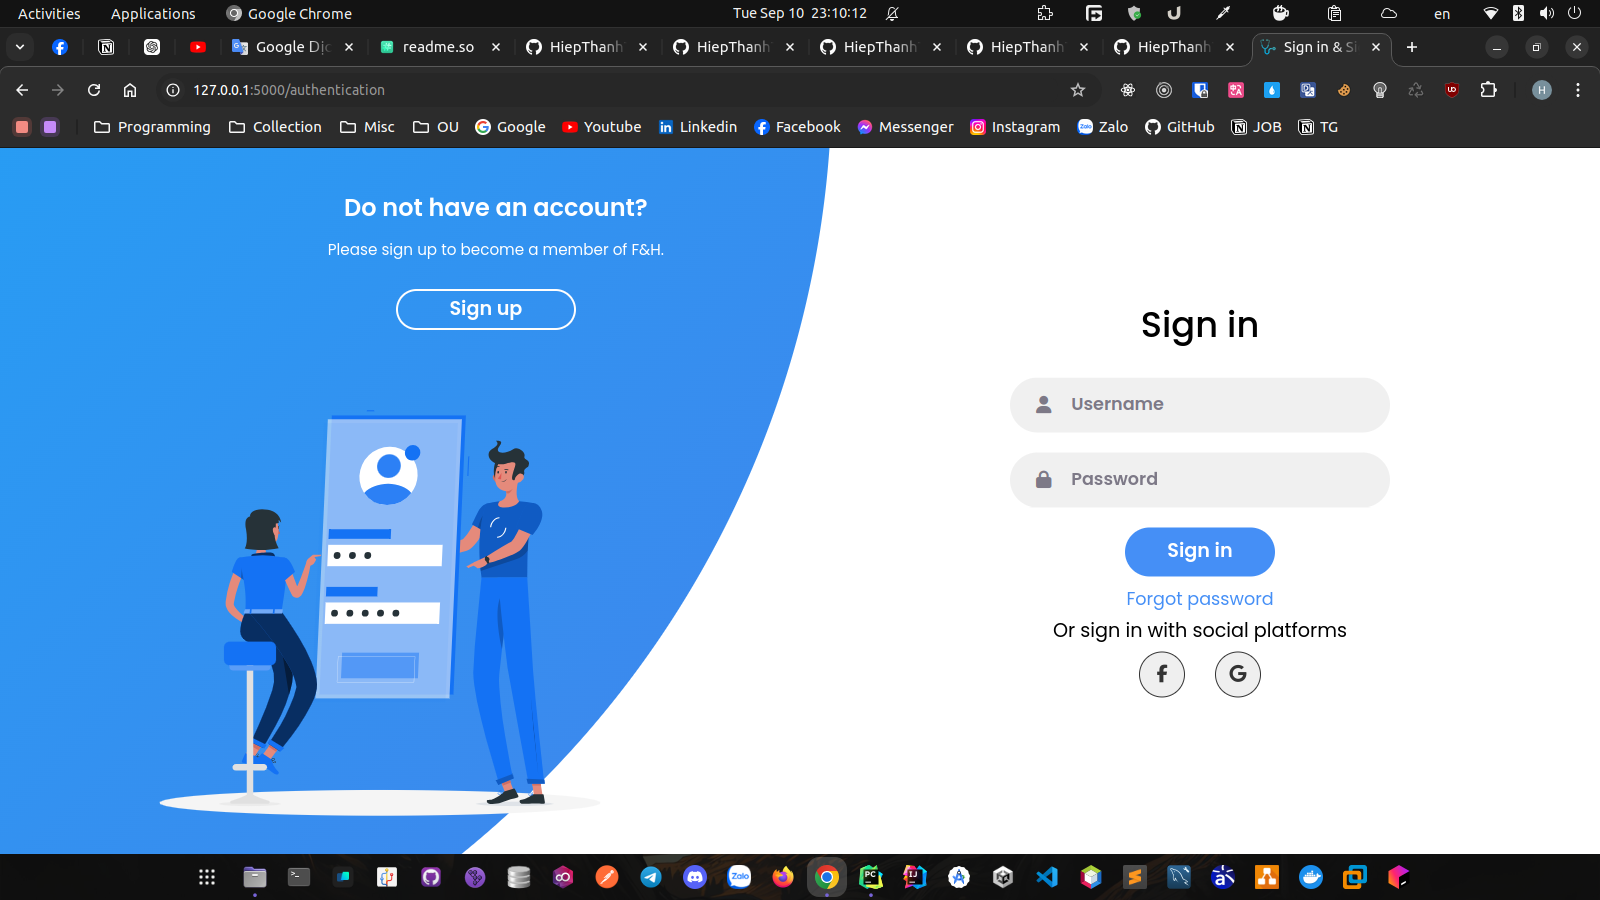 Activities Applications Google Chrome Tue Sep 10 23:10:12 en
Google Dic readme.so HiepThanh HiepThanh HiepThanh HiepThanh HiepThanh Sign in & Si
127.0.0.1:5000/authentication
Programming Collection Misc OU Google Youtube Linkedin Facebook Messenger Instagram Zalo GitHub JOB TG
Do not have an account?
Please sign up to become a member of F&H.
Sign up
Sign in
Username
Password
Sign in
Forgot password
Or sign in with social platforms